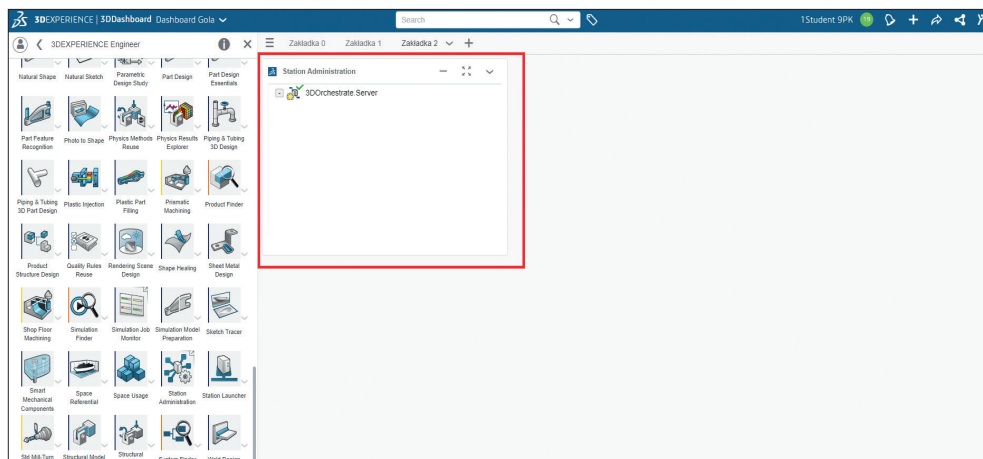 3DEXPERIENCE | 3DDashboard Dashboard Gola
Search
1Student 9PK
3DEXPERIENCE Engineer
Zakładka 0 Zakładka 1 Zakładka 2
Natural Shape Natural Sketch Parametric Design Study Part Design Part Design Essentials
Part Feature Recognition Photo to Shape Physics Methods Reuse Physics Results Explorer Piping & Tubing 3D Design
Piping & Tubing 3D Part Design Plastic Injection Plastic Part Filling Prismatic Machining Product Finder
Product Structure Design Quality Rules Reuse Rendering Scene Design Shape Healing Sheet Metal Design
Shop Floor Machining Simulation Finder Simulation Job Monitor Simulation Model Preparation Sketch Tracer
Smart Mechanical Components Space Referential Space Usage Station Administration Station Launcher
Std Mill-Turn Structural Model Structural
Station Administration
3DOrchestrate.Server